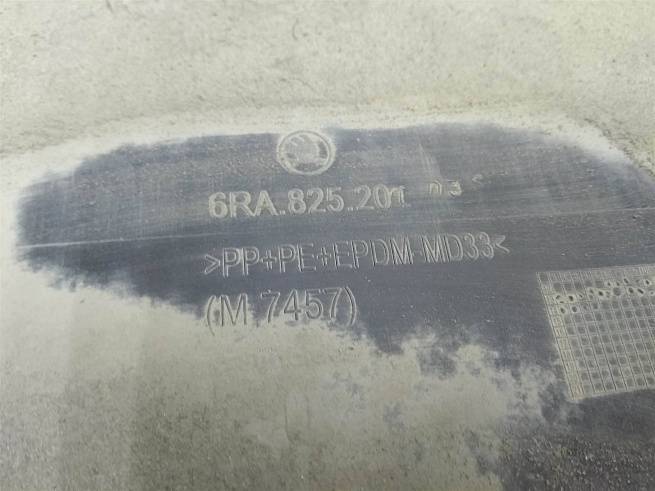 6RA.825.201
>PP+PE+EPDM-MD33<
(M 7457)